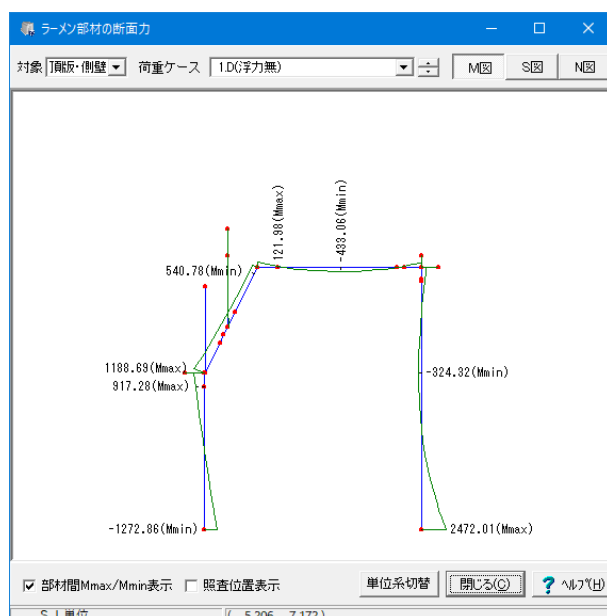 ラーメン部材の断面力
対象 頂版・側壁 荷重ケース 1.D(浮力無) M図 S図 N図
121.98(Mmax)
-433.06(Mmin)
540.78(Mmin)
1188.69(Mmax)
917.28(Mmax)
-324.32(Mmin)
-1272.86(Mmin)
2472.01(Mmax)
部材間Mmax/Mmin表示 照査位置表示 単位系切替 閉じる(C) ? ヘルプ(H)